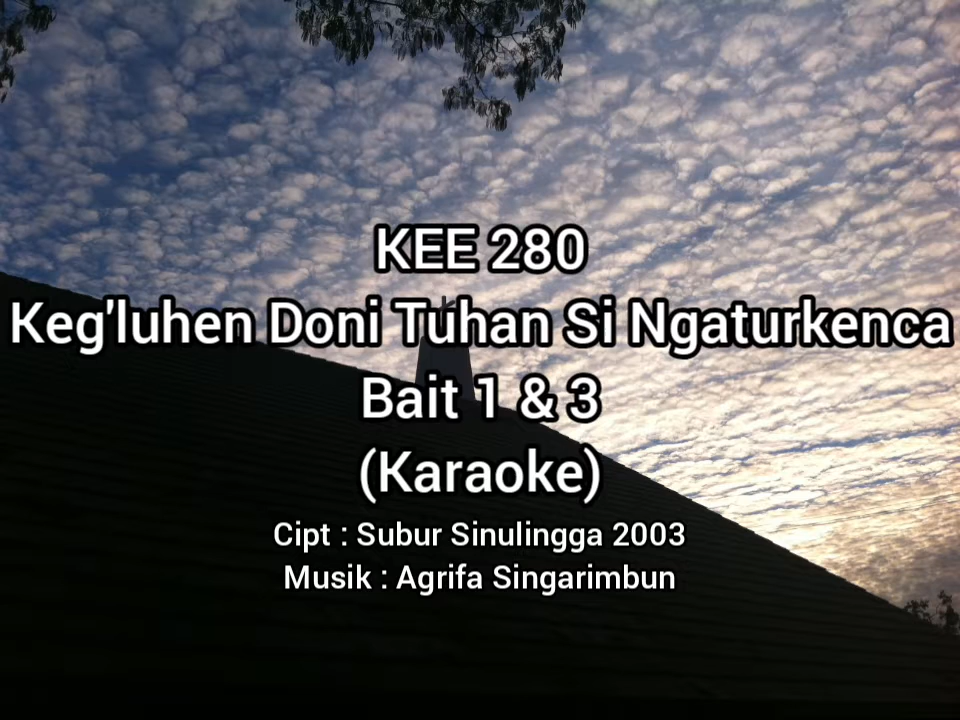 KEE 280
Keg'luhen Doni Tuhan Si Ngaturkenca
Bait 1 & 3
(Karaoke)
Cipt : Subur Sinulingga 2003
Musik : Agrifa Singarimbun